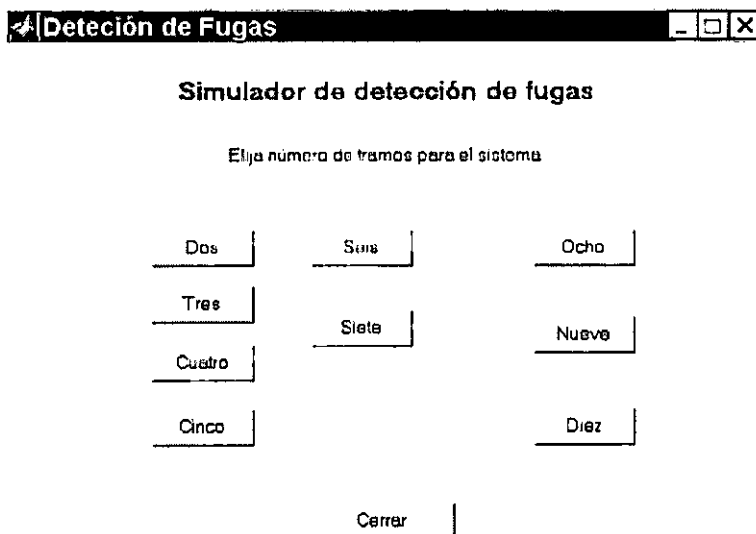 Deteción de Fugas
Simulador de detección de fugas
Elija número de tramos para el sistema
Dos
Seis
Ocho
Tres
Siete
Nueve
Cuatro
Cinco
Diez
Cerrar